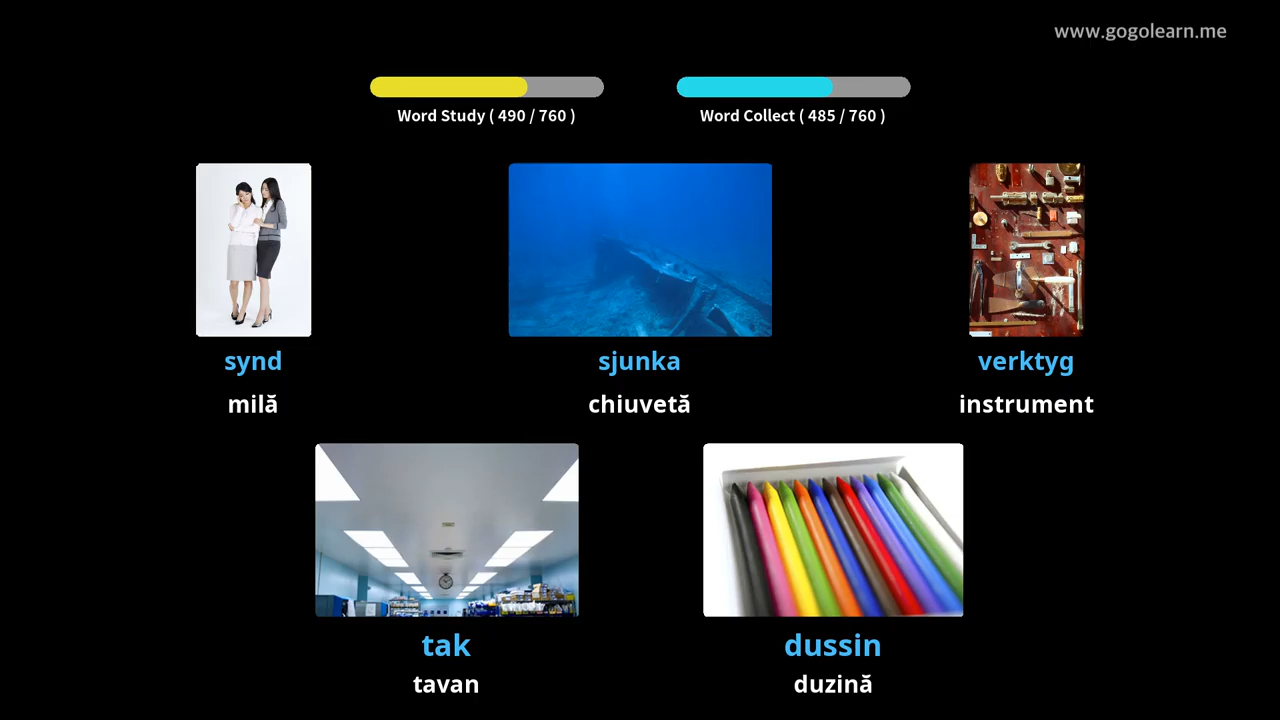 www.gogolearn.me
Word Study ( 490 / 760 )
Word Collect ( 485 / 760 )
synd
sjunka
verktyg
milă
chiuvetă
instrument
tak
dussin
tavan
duzină